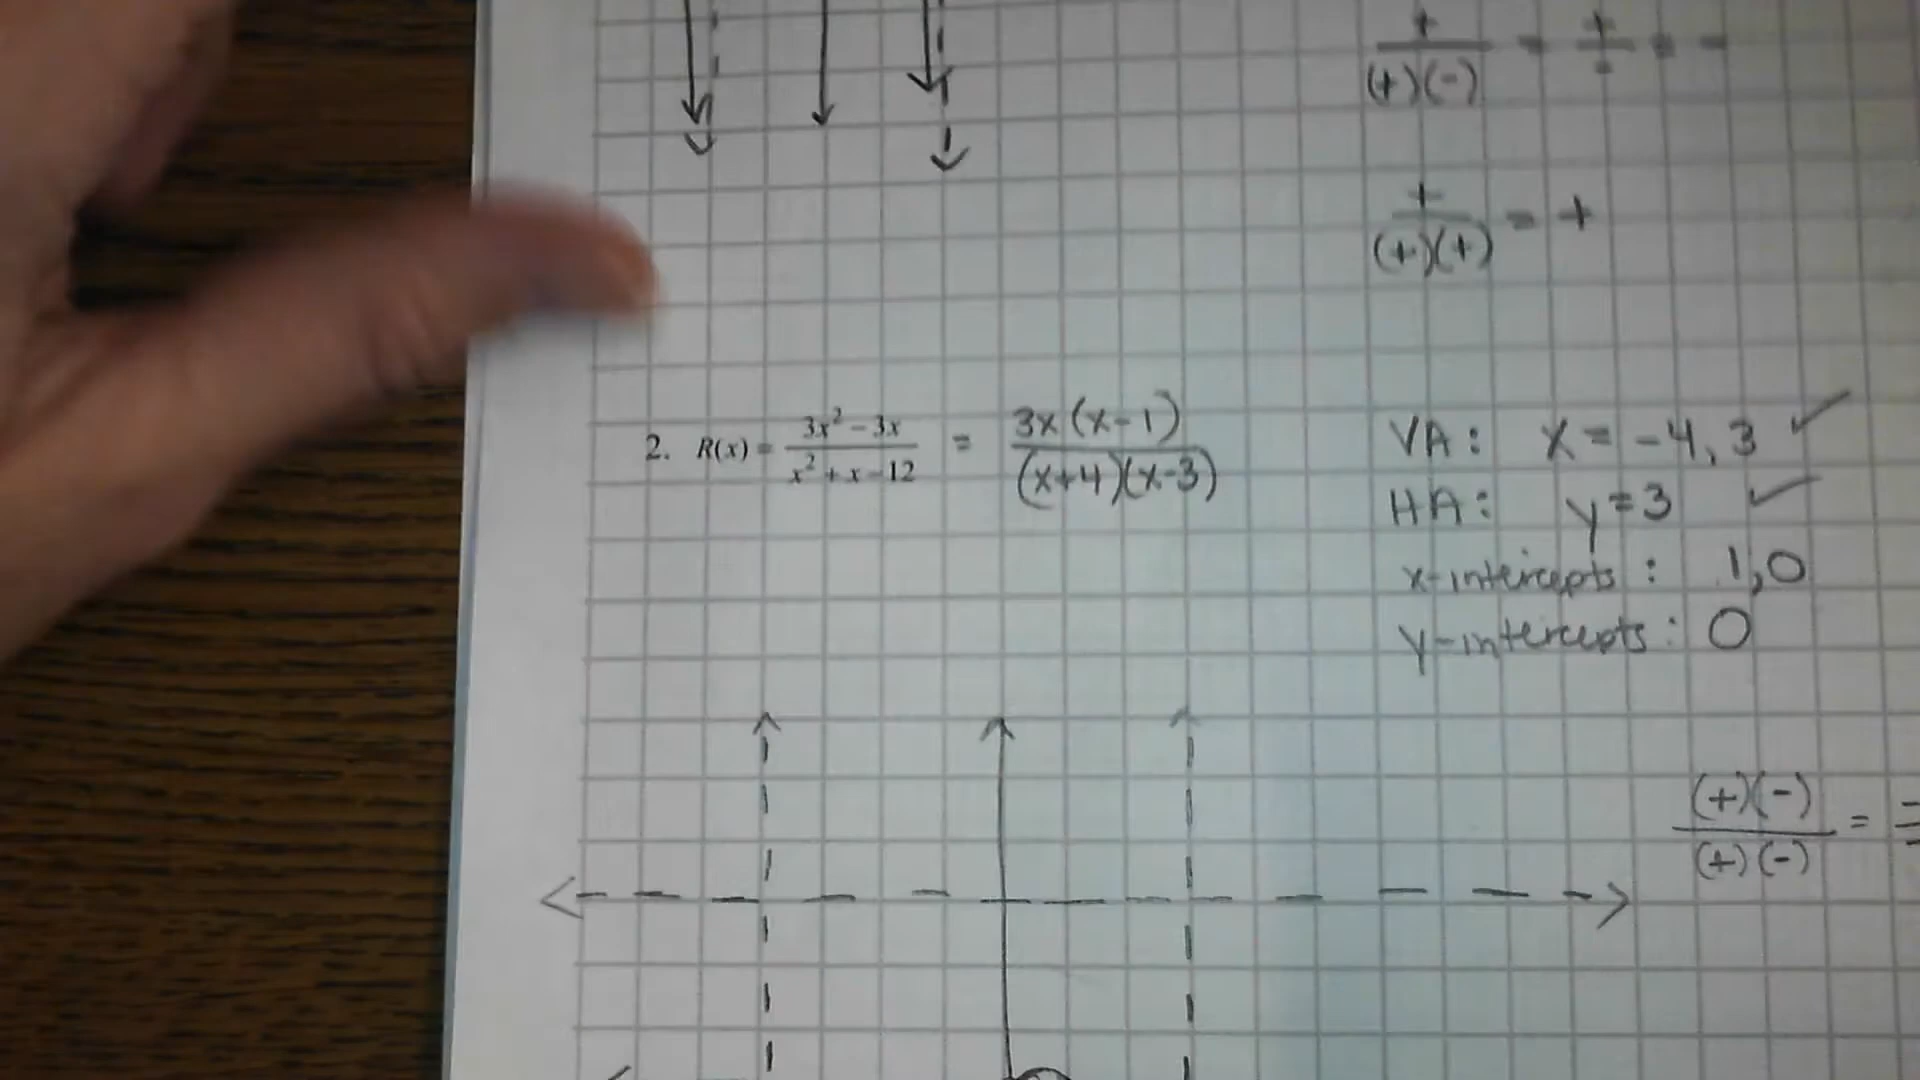 + / (+)(-) = + / - = -
+ / (+)(+) = +
2. R(x) = 3x² - 3x / x² + x - 12 = 3x(x-1) / (x+4)(x-3)
VA: x = -4, 3 ✓
HA: y = 3 ✓
x-intercepts: 1, 0
y-intercepts: 0
(+)(-) / (+)(-) =